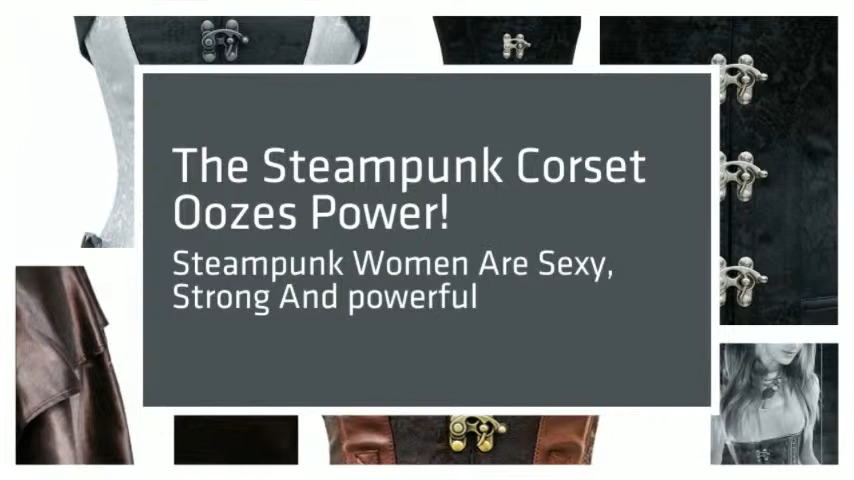 The Steampunk Corset
Oozes Power!
Steampunk Women Are Sexy,
Strong And powerful